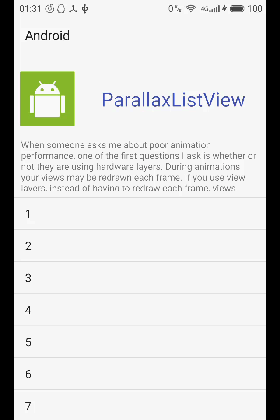 01:31
0% 4G 100
Android
ParallaxListView
When someone asks me about poor animation
performance, one of the first questions I ask is whether or
not they are using hardware layers. During animations
your views may be redrawn each frame. If you use view
layers, instead of having to redraw each frame, views
1
2
3
4
5
6
7